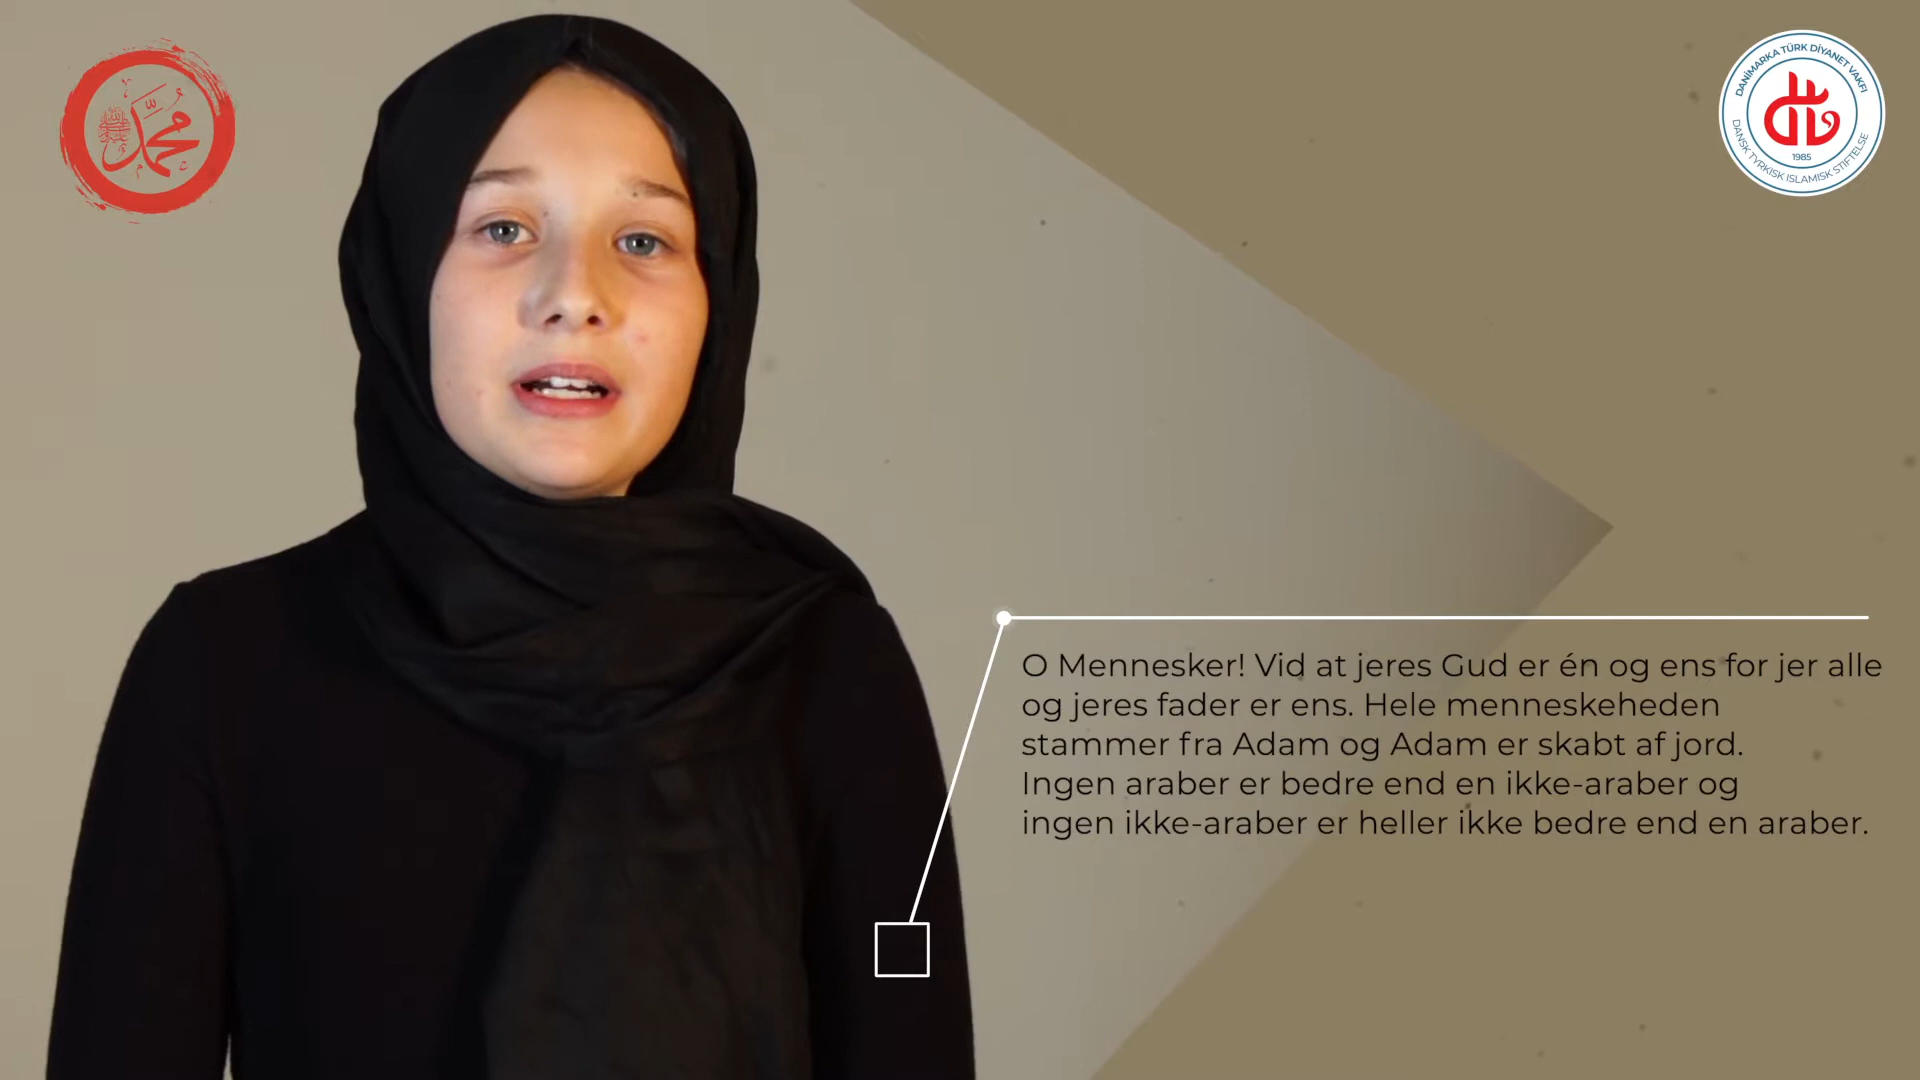 محمد
DANİMARKA TÜRK DİYANET VAKFI
1985
DANSK TYRKISK ISLAMISK STIFTELSE
O Mennesker! Vid at jeres Gud er én og ens for jer alle
og jeres fader er ens. Hele menneskeheden
stammer fra Adam og Adam er skabt af jord.
Ingen araber er bedre end en ikke-araber og
ingen ikke-araber er heller ikke bedre end en araber.